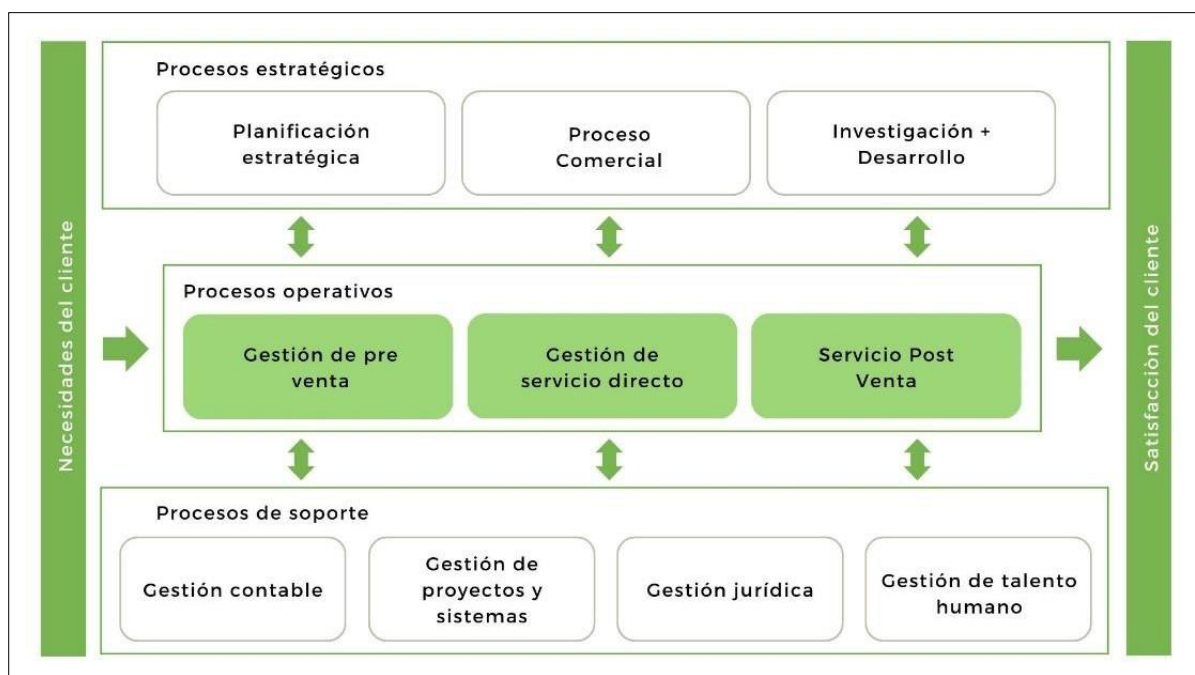 Necesidades del cliente
Procesos estratégicos
Planificación
estratégica
Proceso
Comercial
Investigación +
Desarrollo
Procesos operativos
Gestión de pre
venta
Gestión de
servicio directo
Servicio Post
Venta
Procesos de soporte
Gestión contable
Gestión de
proyectos y
sistemas
Gestión jurídica
Gestión de talento
humano
Satisfacciòn del cliente